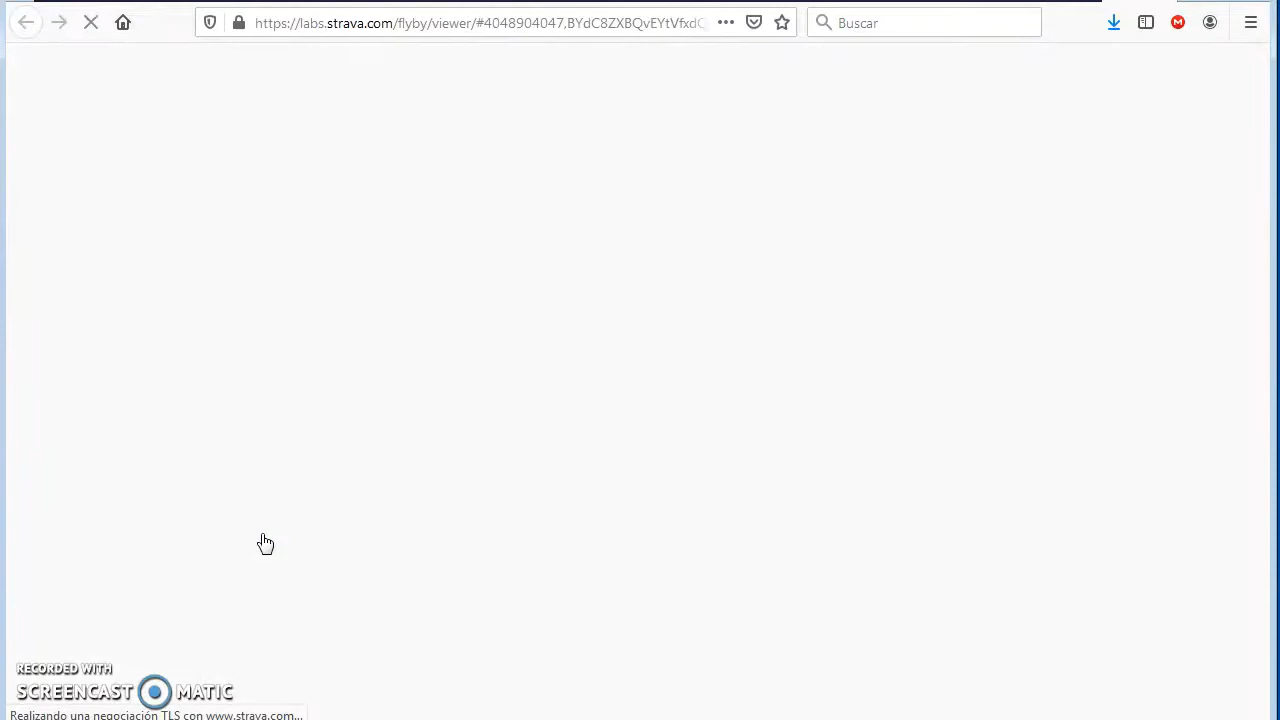 https://labs.strava.com/flyby/viewer/#4048904047,BYdC8ZXBQvEYtVfxd
Buscar
RECORDED WITH
SCREENCAST MATIC
Realizando una negociación TLS con www.strava.com...